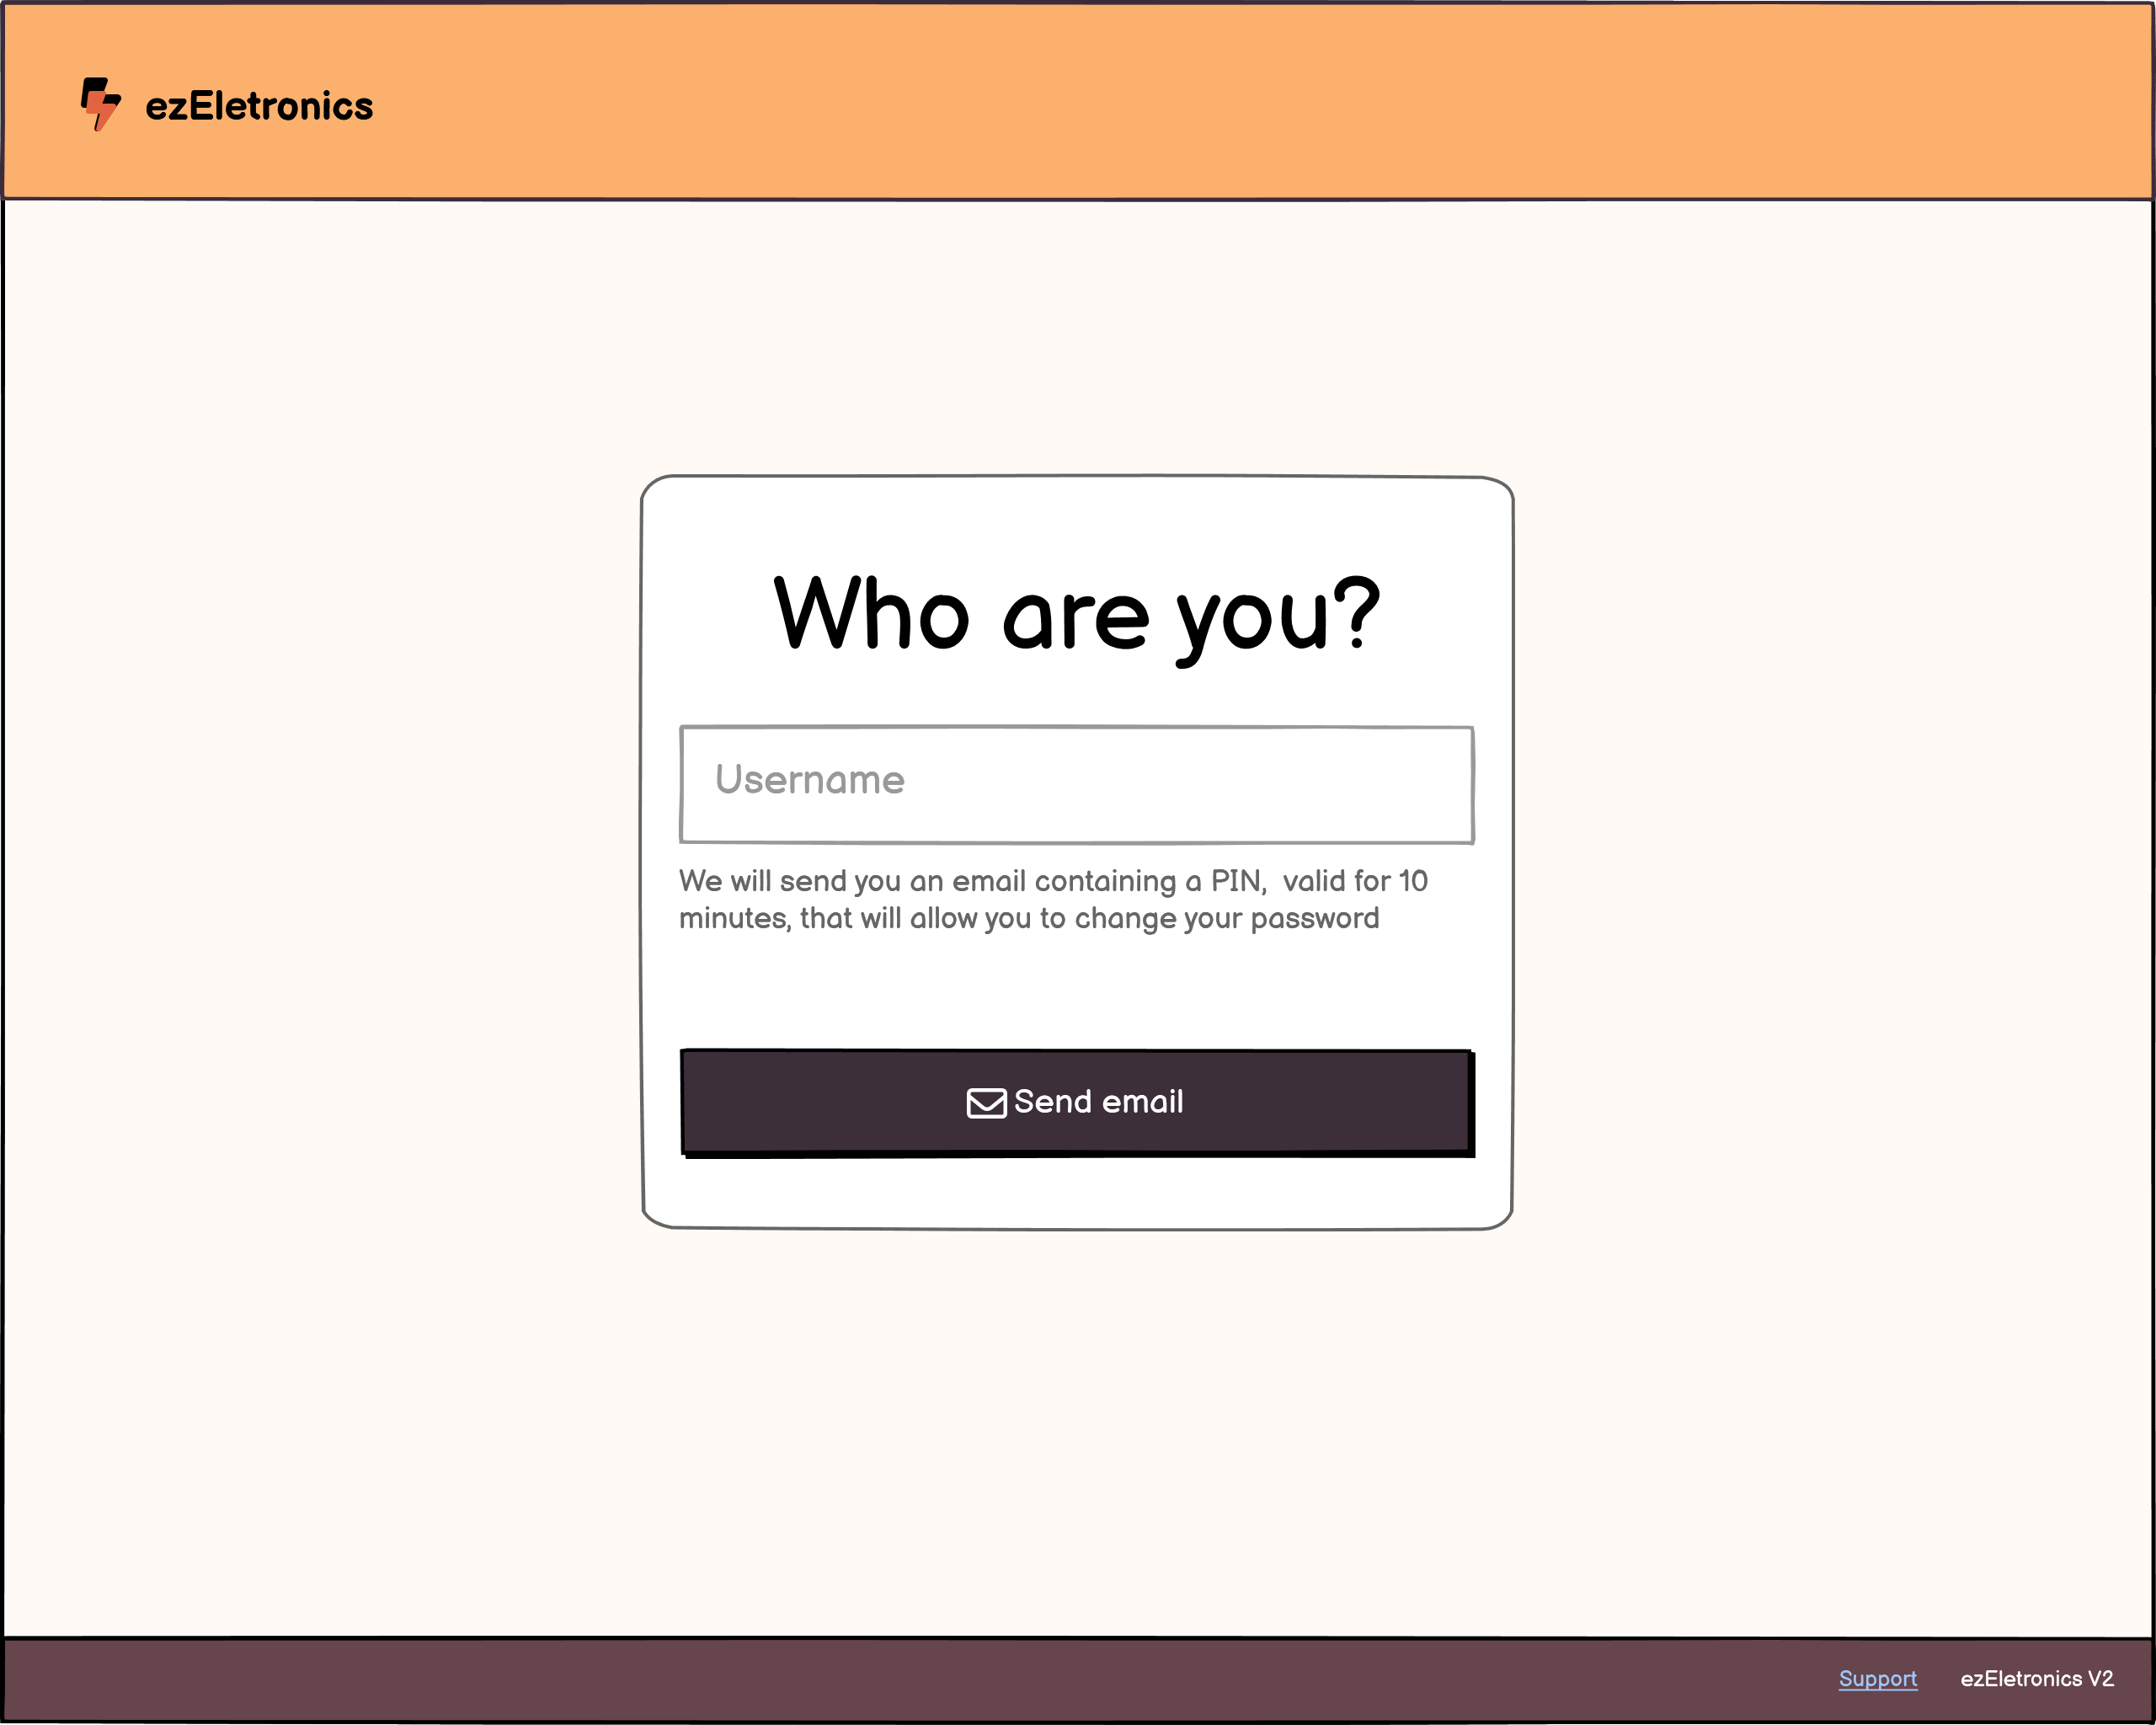 ezEletronics
Who are you?
Username
We will send you an email containing a PIN,  valid for 10
minutes, that will allow you to change your password
Send email
Support
ezEletronics V2